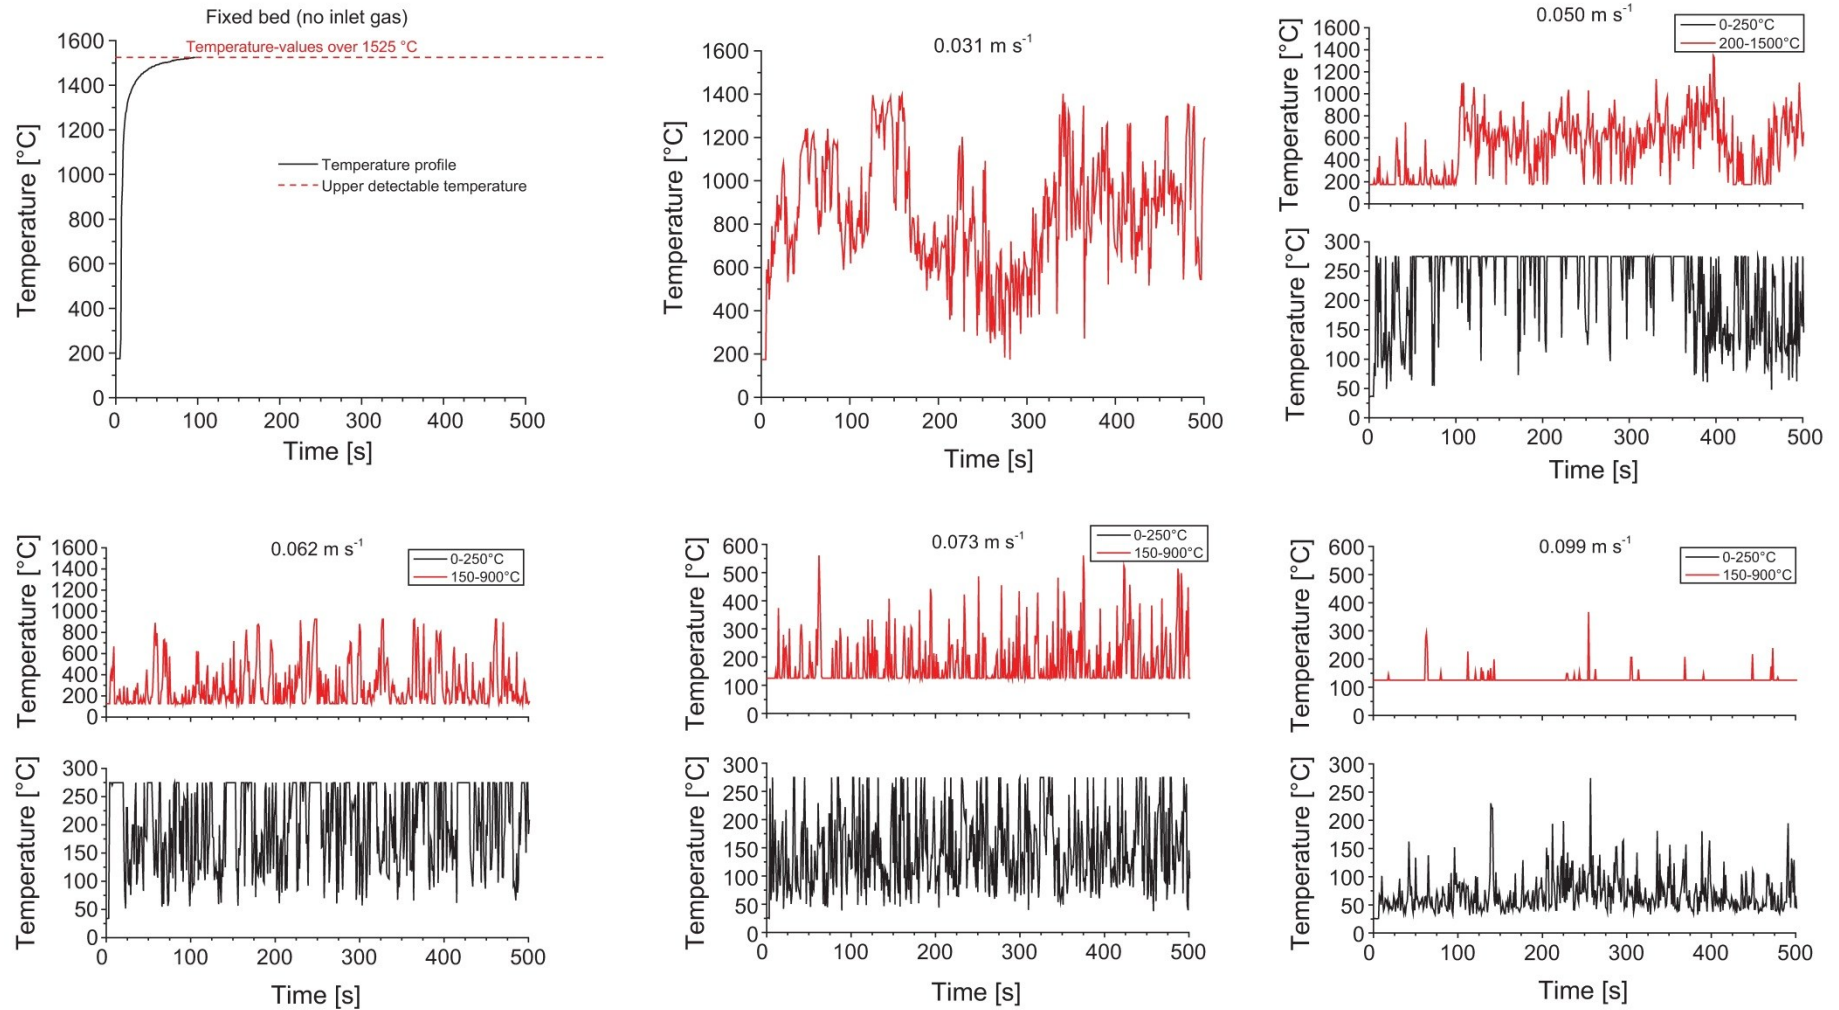 Fixed bed (no inlet gas)
Temperature [°C]
1600
1400
1200
1000
800
600
400
200
0
Temperature-values over 1525 °C
Temperature profile
Upper detectable temperature
0 100 200 300 400 500
Time [s]
0.031 m s-1
Temperature [°C]
1600
1400
1200
1000
800
600
400
200
0
0 100 200 300 400 500
Time [s]
0.050 m s-1
0-250°C
200-1500°C
Temperature [°C]
1600
1400
1200
1000
800
600
400
200
0
Temperature [°C]
300
250
200
150
100
50
0
0 100 200 300 400 500
Time [s]
0.062 m s-1
0-250°C
150-900°C
Temperature [°C]
1600
1400
1200
1000
800
600
400
200
0
Temperature [°C]
300
250
200
150
100
50
0
0 100 200 300 400 500
Time [s]
0.073 m s-1
0-250°C
150-900°C
Temperature [°C]
600
500
400
300
200
100
0
Temperature [°C]
300
250
200
150
100
50
0
0 100 200 300 400 500
Time [s]
0.099 m s-1
0-250°C
150-900°C
Temperature [°C]
600
500
400
300
200
100
0
Temperature [°C]
300
250
200
150
100
50
0
0 100 200 300 400 500
Time [s]